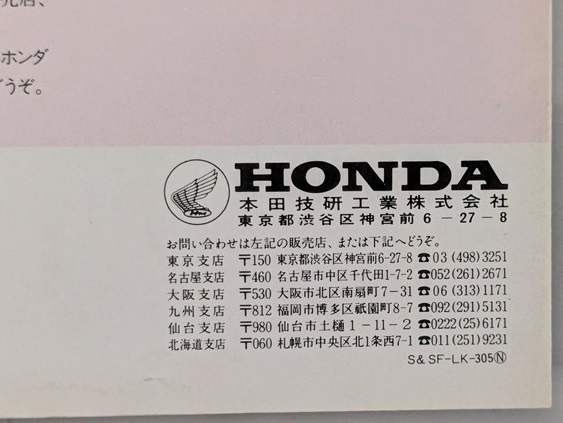 売店、
ホンダ
どうぞ。
HONDA
本田技研工業株式会社
東京都渋谷区神宮前6-27-8
お問い合わせは左記の販売店、または下記へどうぞ。
東京支店 〒150 東京都渋谷区神宮前6-27-8 ☎03(498)3251
名古屋支店 〒460 名古屋市中区千代田1-7-2 ☎052(261)2671
大阪支店 〒530 大阪市北区南扇町7-31 ☎06(313)1171
九州支店 〒812 福岡市博多区祇園町8-7 ☎092(291)5131
仙台支店 〒980 仙台市土樋1-11-2 ☎0222(25)6171
北海道支店 〒060 札幌市中央区北1条西7-1 ☎011(251)9231
S&SF-LK-305Ⓝ